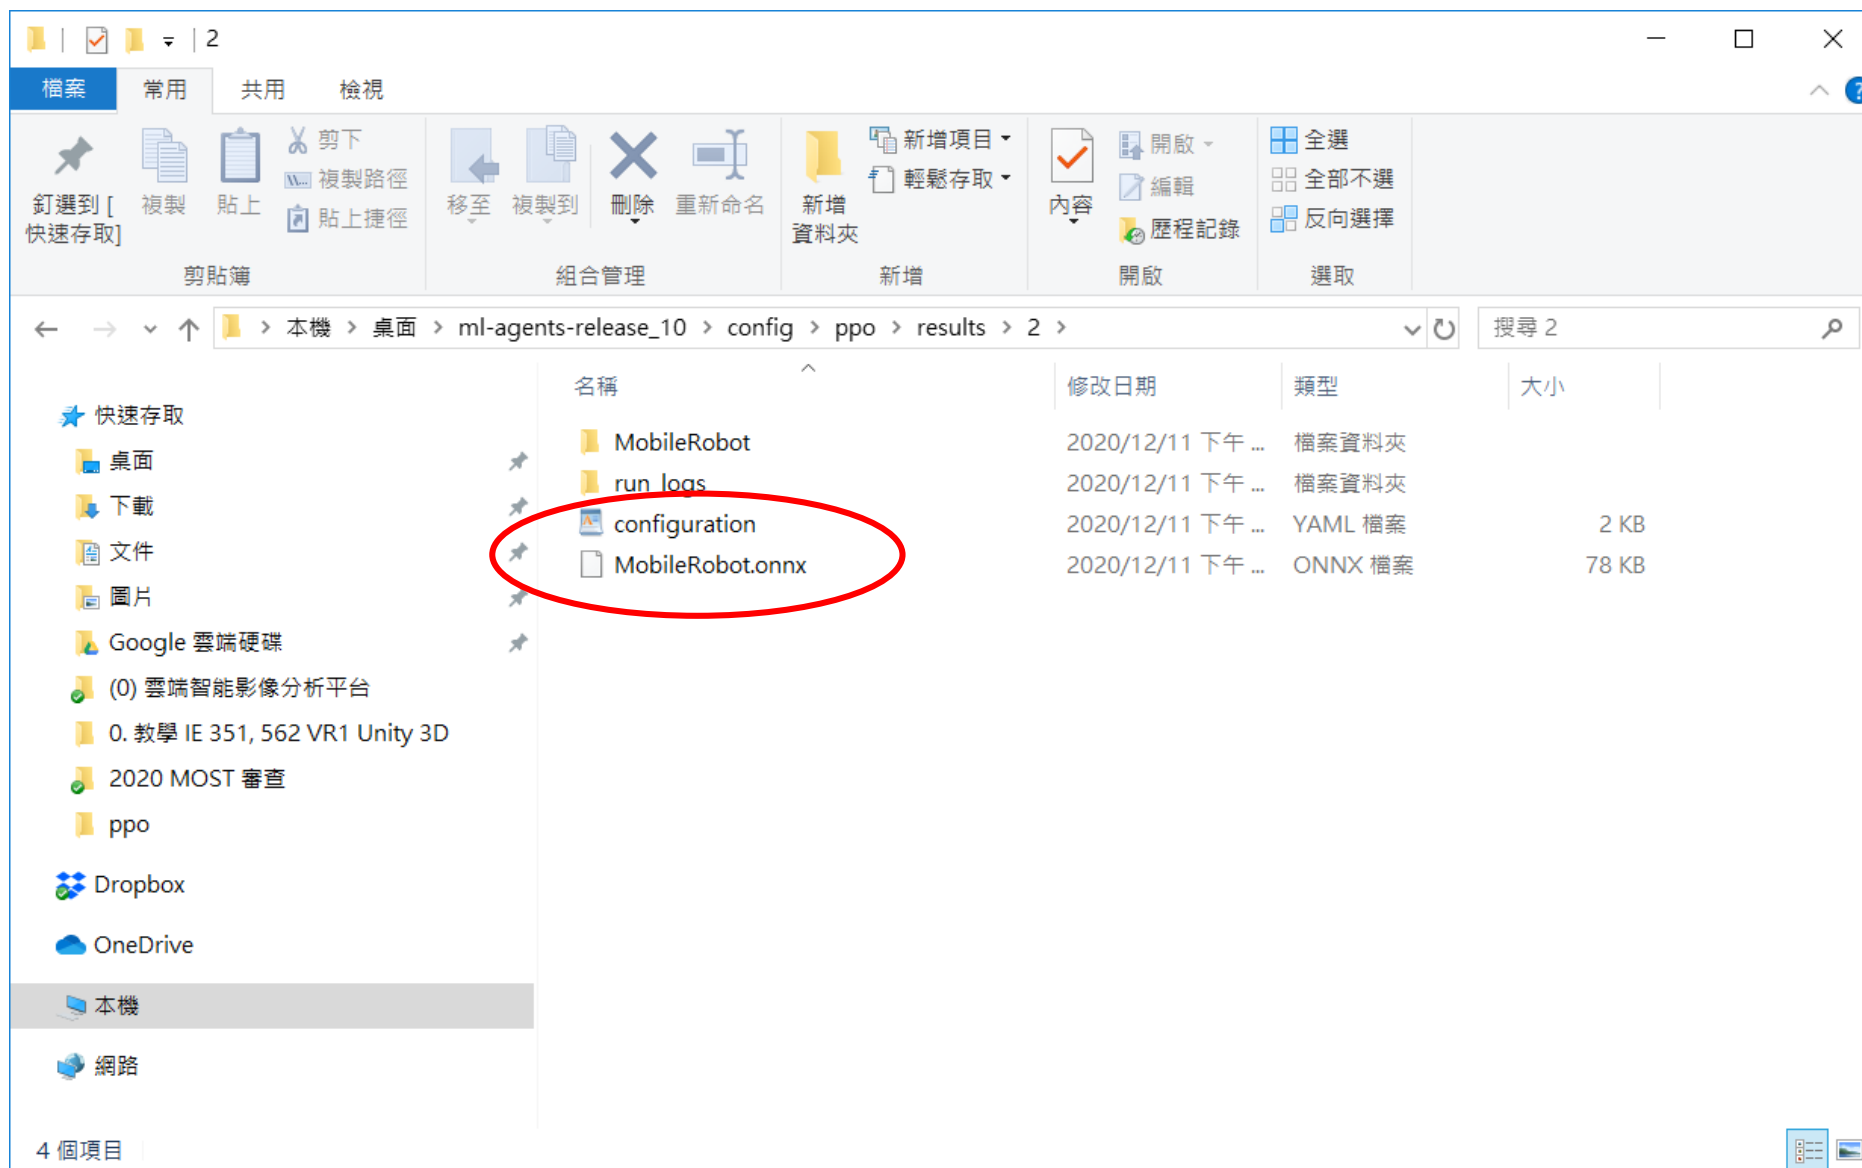 2
檔案 常用 共用 檢視
釘選到 [
快速存取]
複製
貼上
剪下
複製路徑
貼上捷徑
剪貼簿
移至
複製到
刪除
重新命名
組合管理
新增
資料夾
新增項目
輕鬆存取
新增
內容
開啟
編輯
歷程記錄
開啟
全選
全部不選
反向選擇
選取
本機 > 桌面 > ml-agents-release_10 > config > ppo > results > 2 >
搜尋 2
名稱 修改日期 類型 大小
MobileRobot 2020/12/11 下午 ... 檔案資料夾
run_logs 2020/12/11 下午 ... 檔案資料夾
configuration 2020/12/11 下午 ... YAML 檔案 2 KB
MobileRobot.onnx 2020/12/11 下午 ... ONNX 檔案 78 KB
快速存取
桌面
下載
文件
圖片
Google 雲端硬碟
(0) 雲端智能影像分析平台
0. 教學 IE 351, 562 VR1 Unity 3D
2020 MOST 審查
ppo
Dropbox
OneDrive
本機
網路
4 個項目